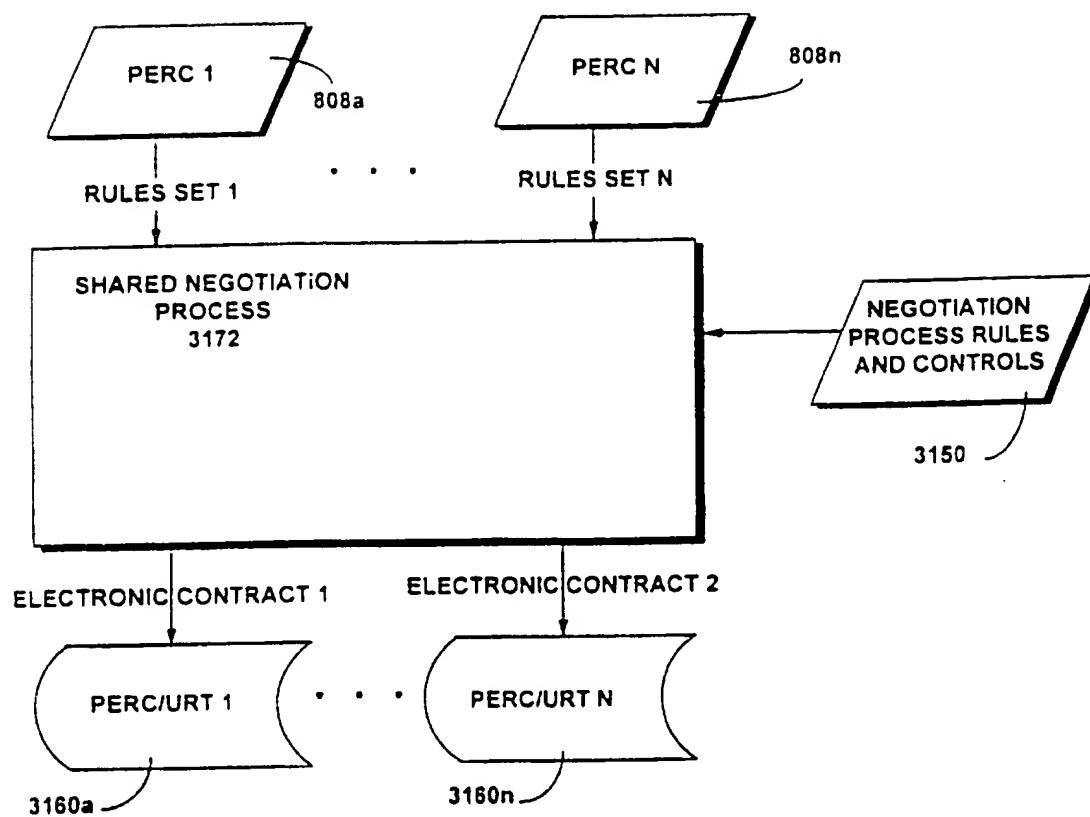 PERC 1
808a
PERC N
808n
RULES SET 1
. . .
RULES SET N
SHARED NEGOTIATiON
PROCESS
3172
NEGOTIATION
PROCESS RULES
AND CONTROLS
3150
ELECTRONIC CONTRACT 1
ELECTRONIC CONTRACT 2
PERC/URT 1
. . .
PERC/URT N
3160a
3160n